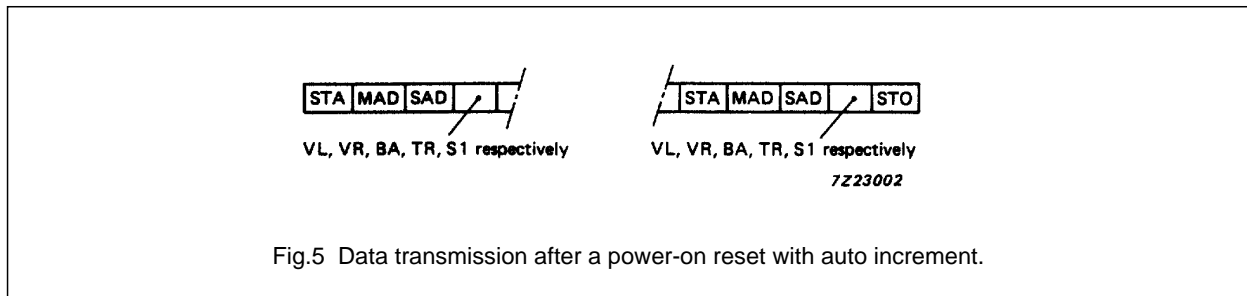 STA MAD SAD STA MAD SAD STO
VL, VR, BA, TR, S1 respectively VL, VR, BA, TR, S1 respectively
7Z23002
Fig.5 Data transmission after a power-on reset with auto increment.